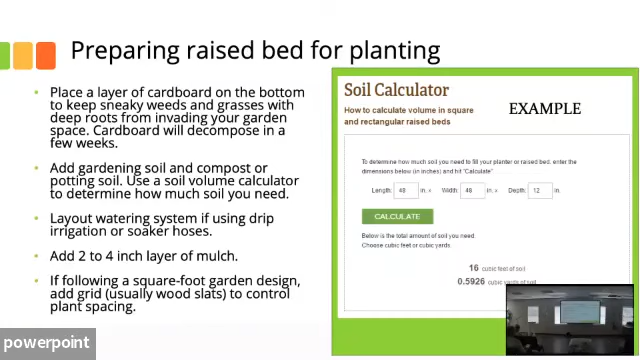 Preparing raised bed for planting
• Place a layer of cardboard on the bottom
to keep sneaky weeds and grasses with
deep roots from invading your garden
space. Cardboard will decompose in a
few weeks.
• Add gardening soil and compost or
potting soil. Use a soil volume calculator
to determine how much soil you need.
• Layout watering system if using drip
irrigation or soaker hoses.
• Add 2 to 4 inch layer of mulch.
• If following a square-foot garden design,
add grid (usually wood slats) to control
plant spacing.
Soil Calculator
How to calculate volume in square
and rectangular raised beds
EXAMPLE
To determine how much soil you need to fill your planter or raised bed, enter the
dimensions below (in inches) and hit "Calculate"
Length: 48 in. x Width: 48 in. x Depth: 12 in.
CALCULATE
Below is the total amount of soil you need.
Choose cubic feet or cubic yards.
16 cubic feet of soil
0.5926 cubic yards of soil
powerpoint